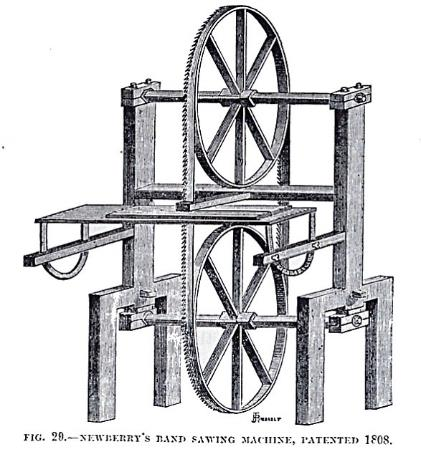 FIG. 29.—NEWBERRY'S BAND SAWING MACHINE, PATENTED 1808.